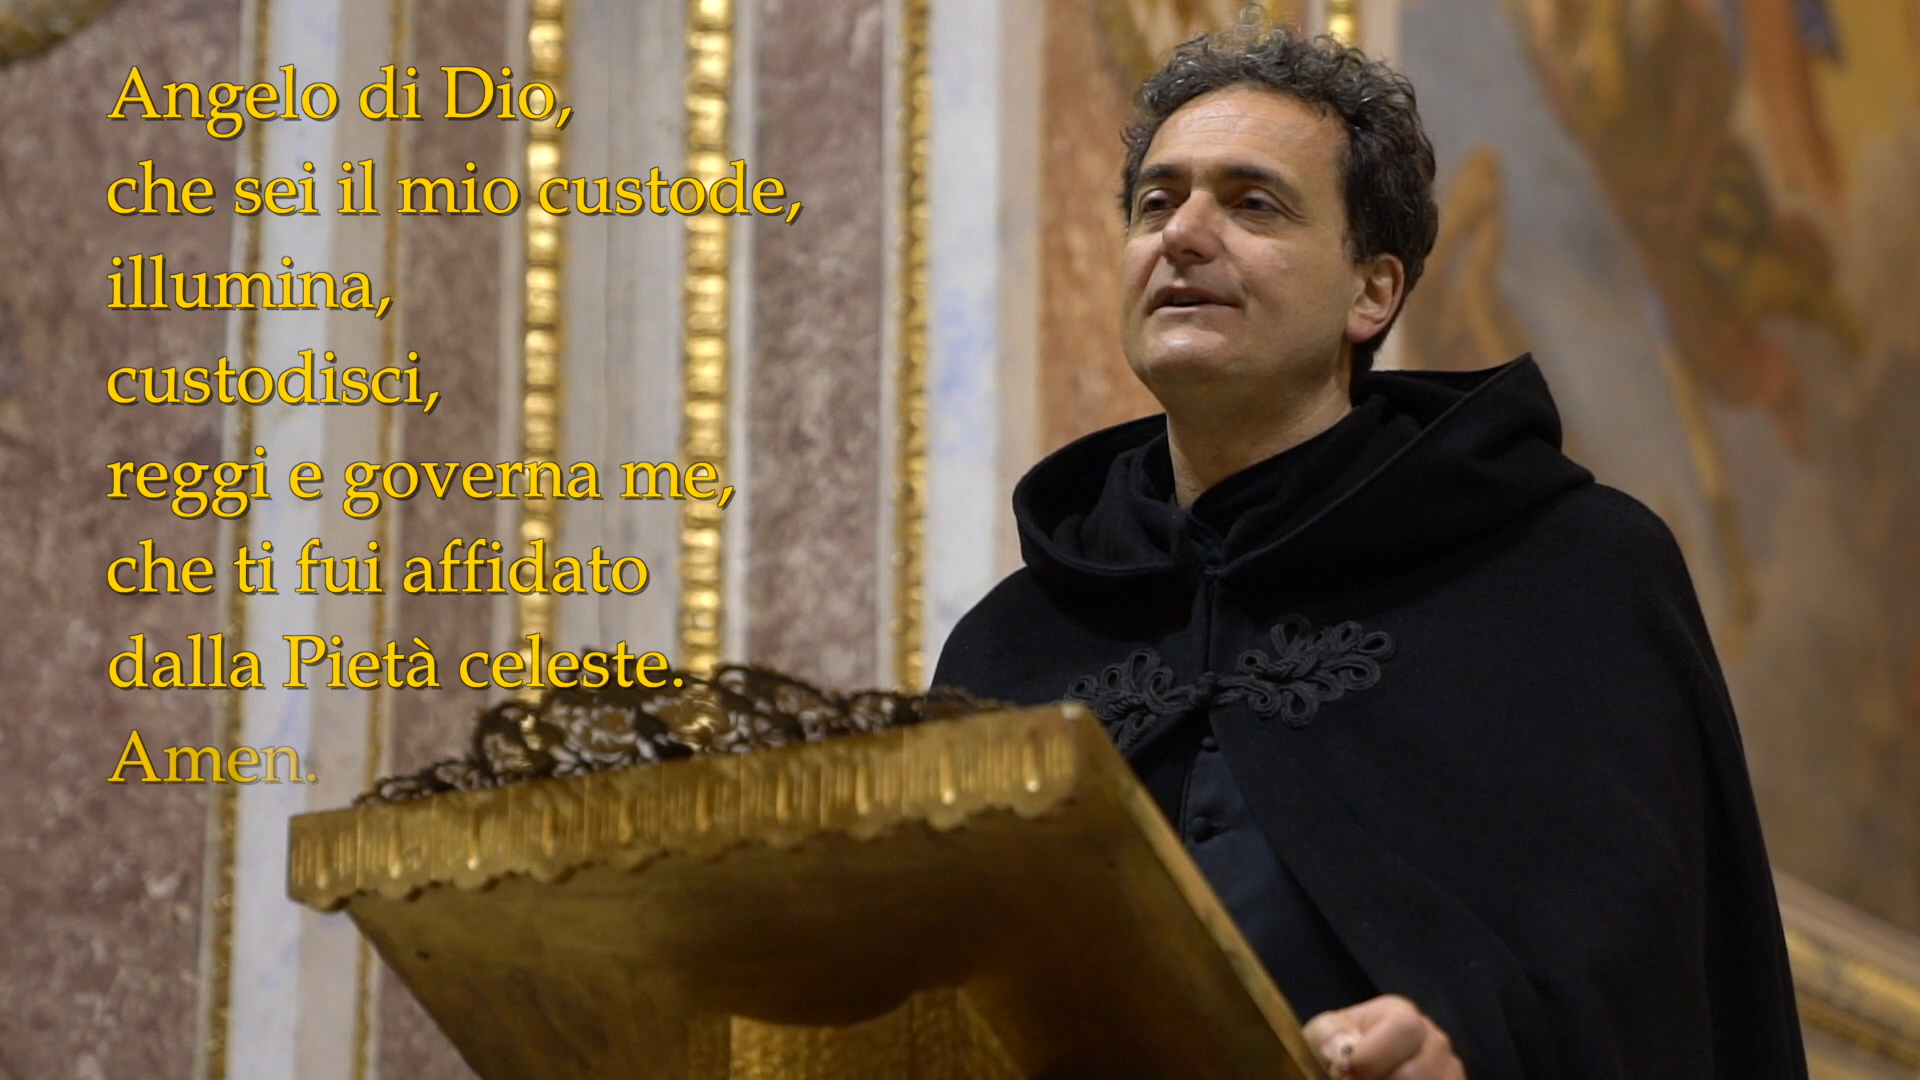 Angelo di Dio,
che sei il mio custode,
illumina,
custodisci,
reggi e governa me,
che ti fui affidato
dalla Pietà celeste.
Amen.